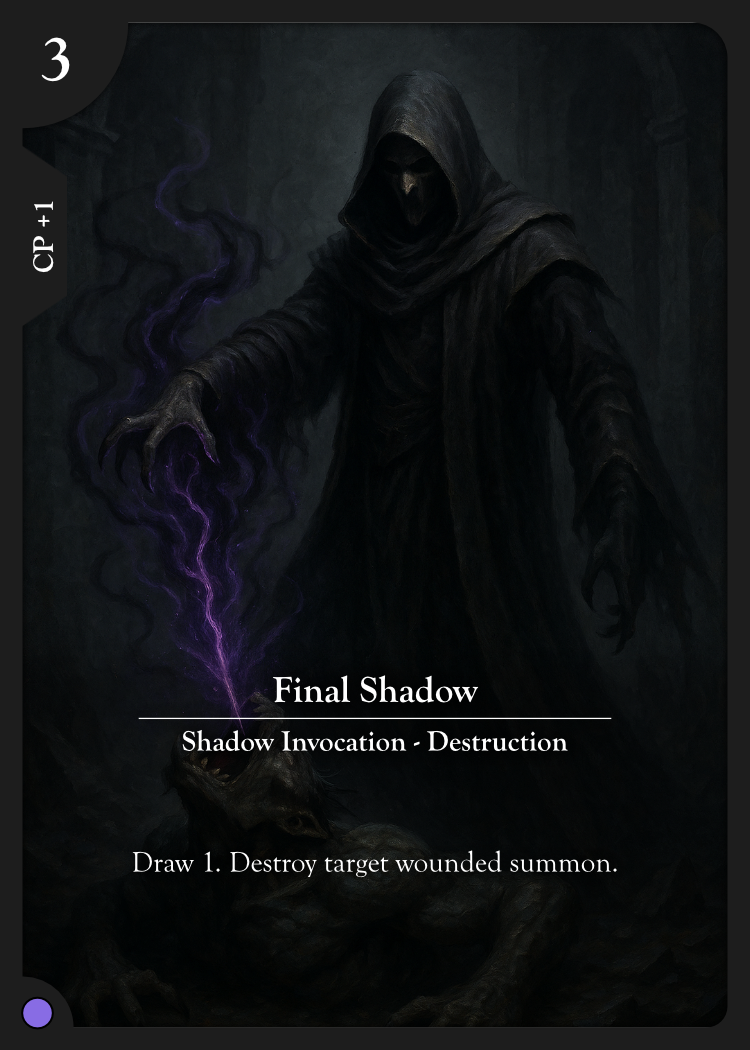 3
CP +1
Final Shadow
Shadow Invocation - Destruction
Draw 1. Destroy target wounded summon.